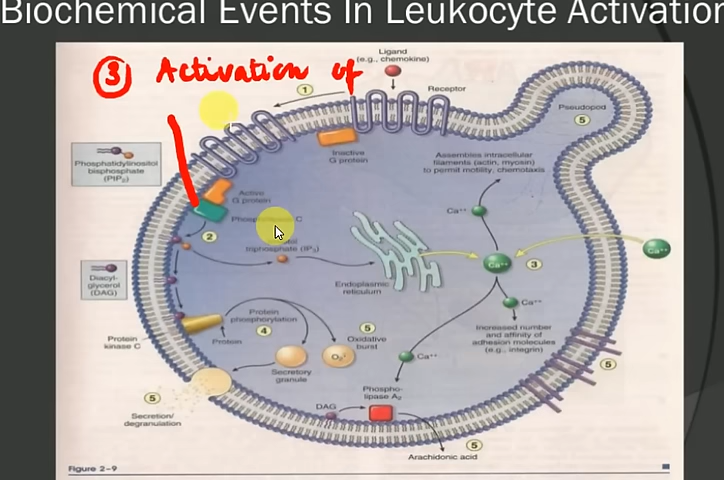 Biochemical Events In Leukocyte Activation
③ Activation of
Ligand
(e.g., chemokine)
1
Receptor
Pseudopod
5
Phosphatidylinositol
bisphosphate
(PIP₂)
Inactive
G protein
Assembles intracellular
filaments (actin, myosin)
to permit motility, chemotaxis
Active
G protein
C
2
triphosphate (IP₃)
Ca++
Ca++
Ca++
3
Diacyl-
glycerol
(DAG)
Endoplasmic
reticulum
Ca++
Protein
phosphorylation
4
5
Oxidative
burst
Increased number
and affinity of
adhesion molecules
(e.g., integrin)
Protein
kinase C
Protein
O₂
Ca++
Secretory
granule
5
5
Secretion/
degranulation
Phospho-
lipase A₂
DAG
5
Arachidonic acid
Figure 2-9